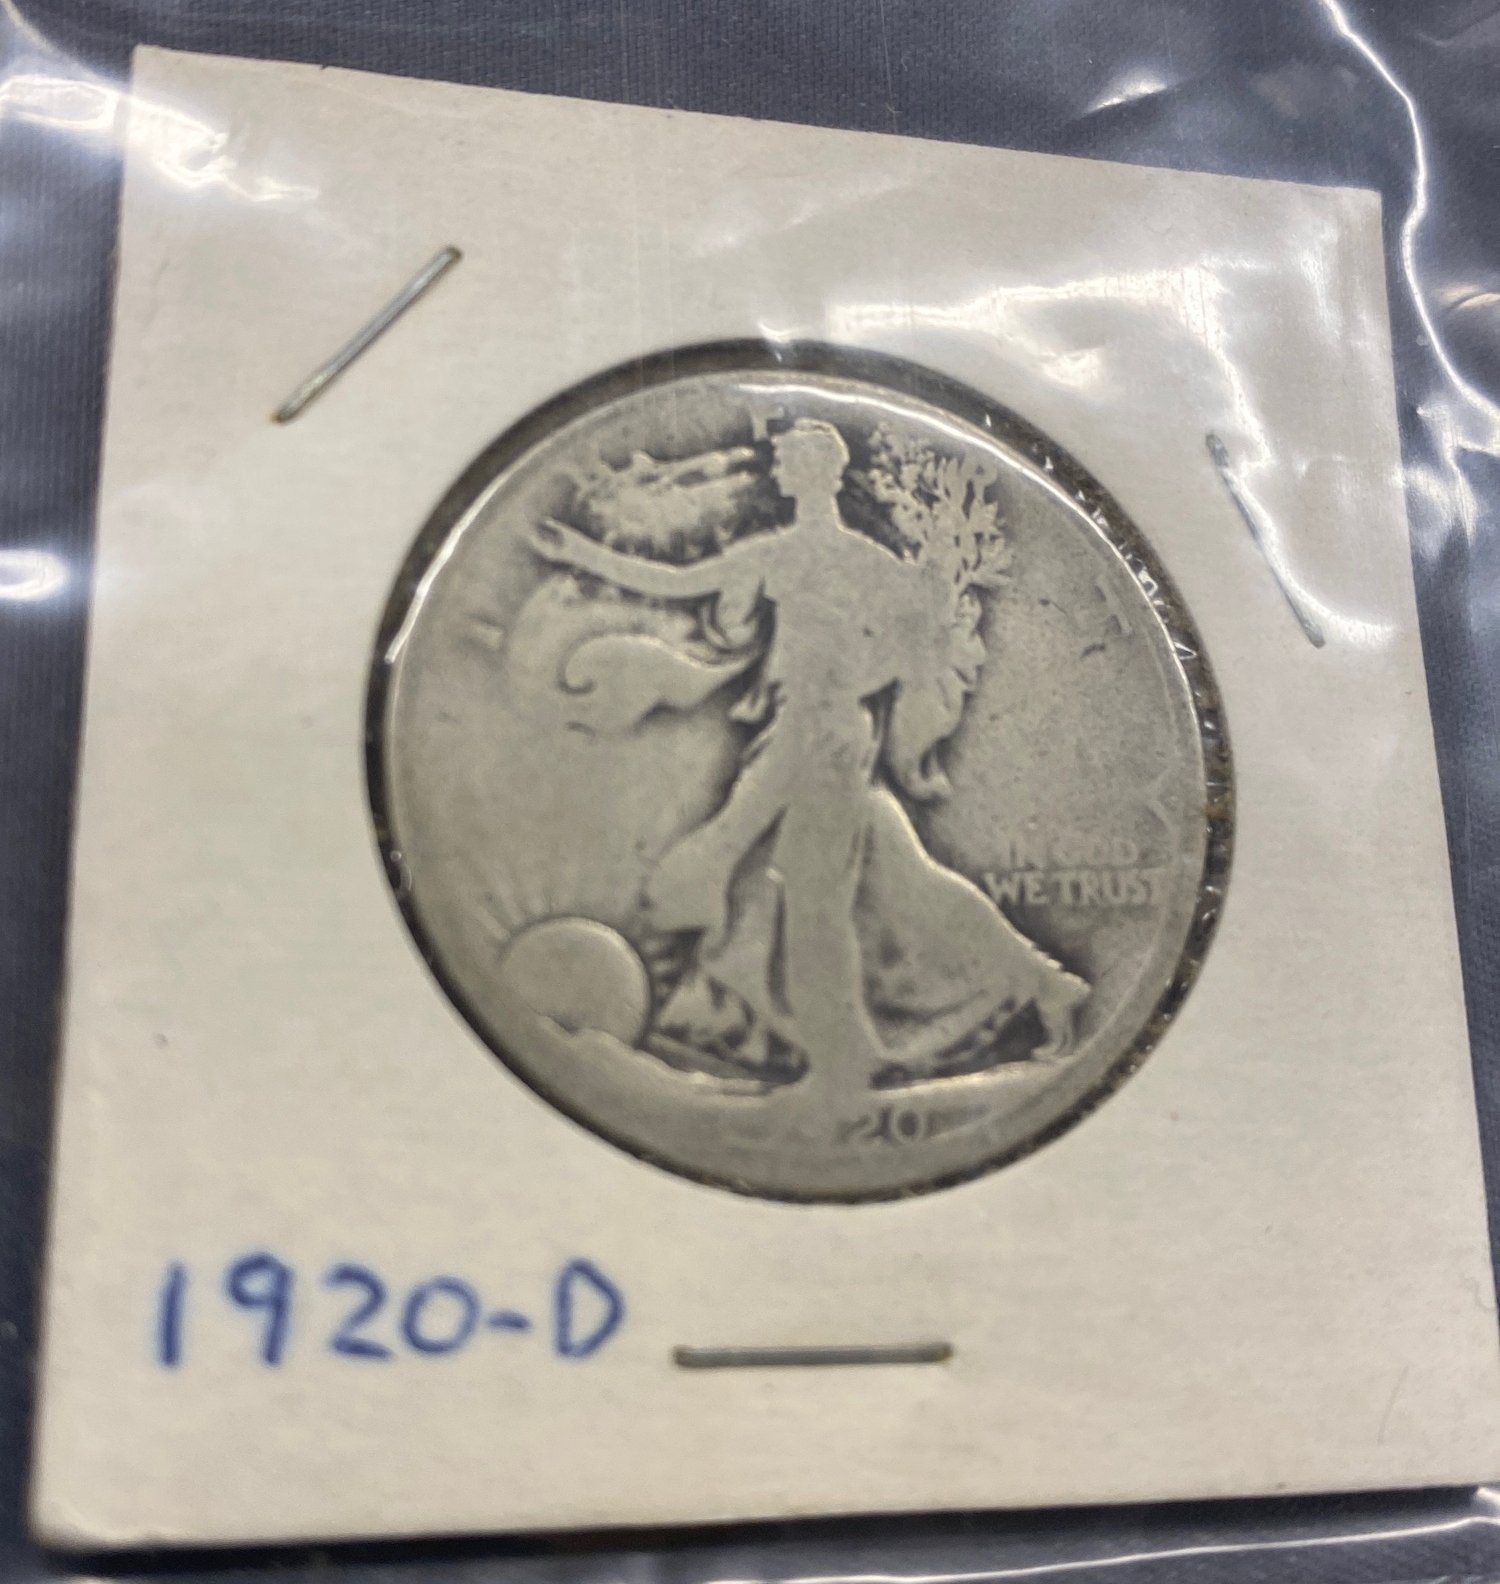 IN GOD
WE TRUST
20
1920-D